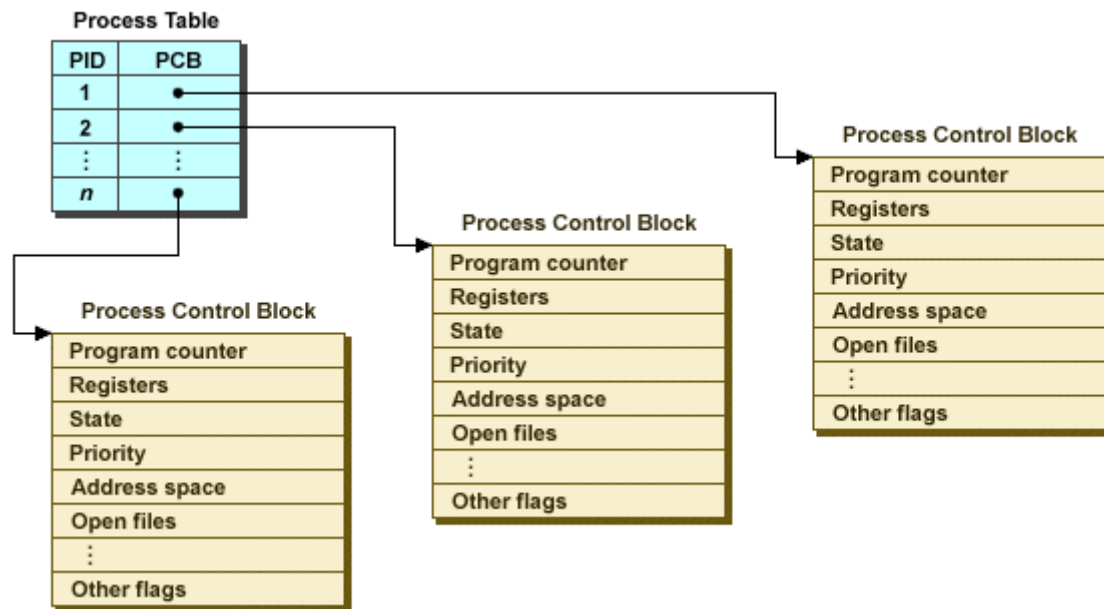 Process Table
PID PCB
1
2
⋮ ⋮
n
Process Control Block
Program counter
Registers
State
Priority
Address space
Open files
⋮
Other flags
Process Control Block
Program counter
Registers
State
Priority
Address space
Open files
⋮
Other flags
Process Control Block
Program counter
Registers
State
Priority
Address space
Open files
⋮
Other flags